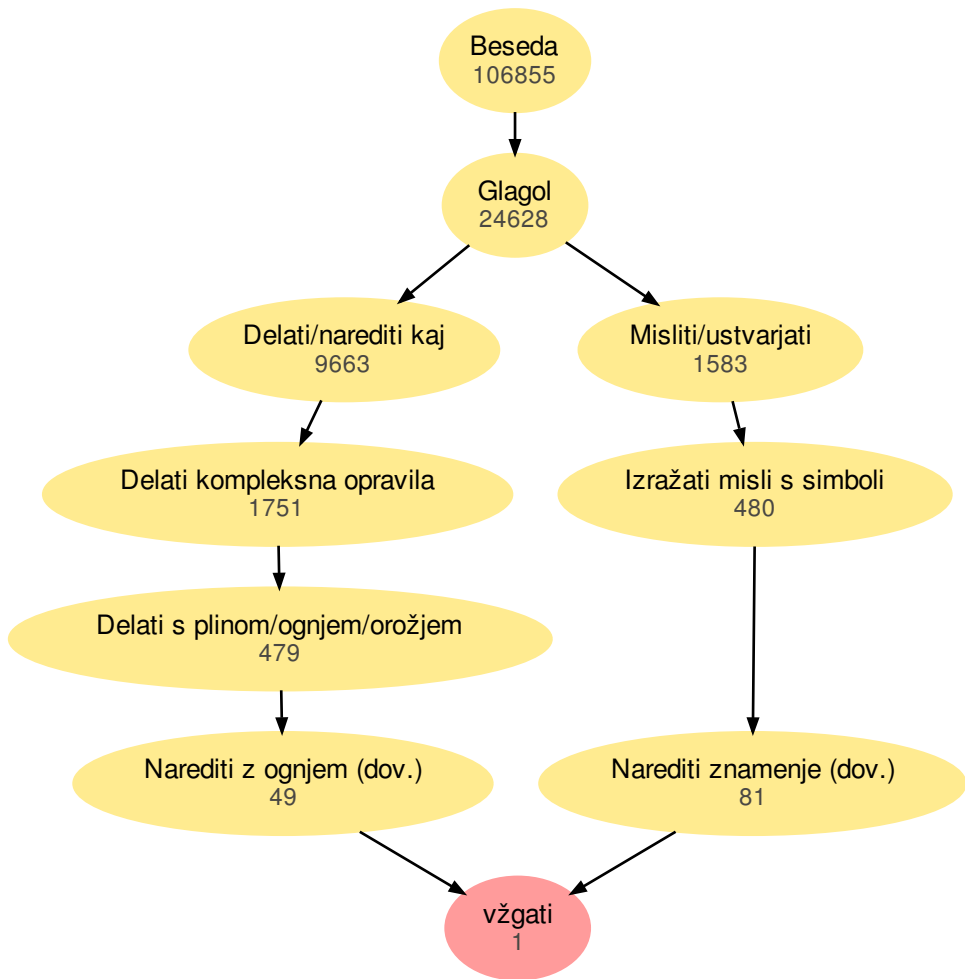 Beseda
106855
Glagol
24628
Delati/narediti kaj
9663
Misliti/ustvarjati
1583
Delati kompleksna opravila
1751
Izražati misli s simboli
480
Delati s plinom/ognjem/orožjem
479
Narediti z ognjem (dov.)
49
Narediti znamenje (dov.)
81
vžgati
1